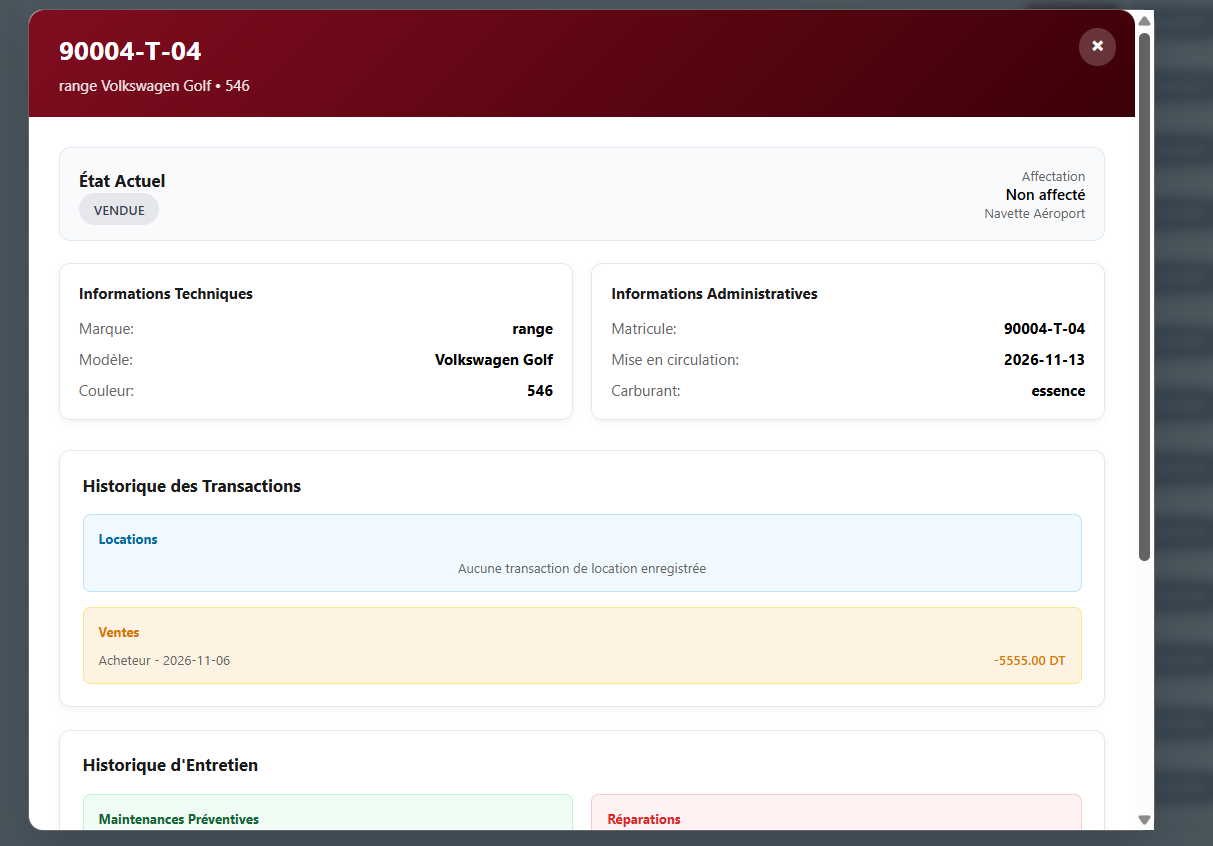 90004-T-04
range Volkswagen Golf • 546
État Actuel
VENDUE
Affectation
Non affecté
Navette Aéroport
Informations Techniques
Marque: range
Modèle: Volkswagen Golf
Couleur: 546
Informations Administratives
Matricule: 90004-T-04
Mise en circulation: 2026-11-13
Carburant: essence
Historique des Transactions
Locations
Aucune transaction de location enregistrée
Ventes
Acheteur - 2026-11-06 -5555.00 DT
Historique d'Entretien
Maintenances Préventives
Réparations